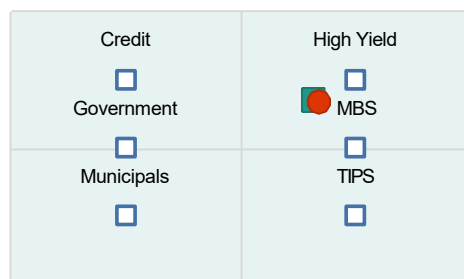 Credit
High Yield
Government
MBS
Municipals
TIPS